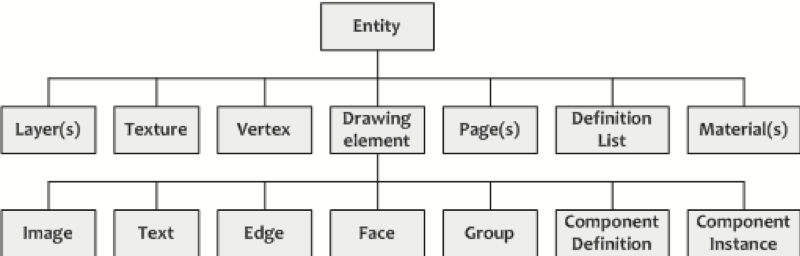 Entity
Layer(s)
Texture
Vertex
Drawing
element
Page(s)
Definition
List
Material(s)
Image
Text
Edge
Face
Group
Component
Definition
Component
Instance